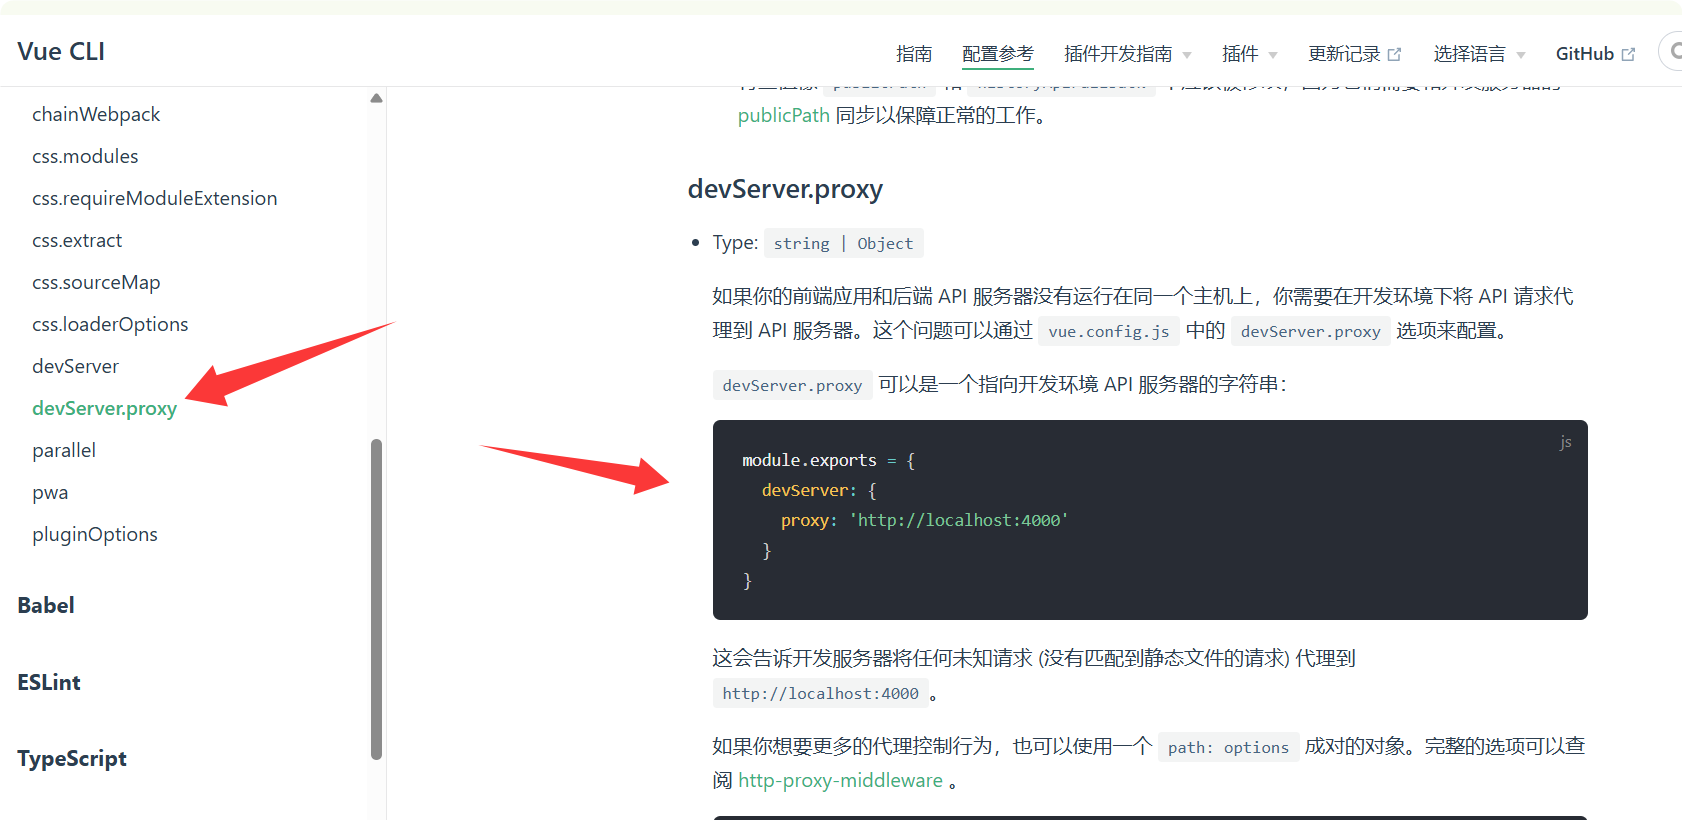 Vue CLI
指南 配置参考 插件开发指南 插件 更新记录 选择语言 GitHub
chainWebpack
css.modules
css.requireModuleExtension
css.extract
css.sourceMap
css.loaderOptions
devServer
devServer.proxy
parallel
pwa
pluginOptions
Babel
ESLint
TypeScript
publicPath 同步以保障正常的工作。
devServer.proxy
Type: string | Object
如果你的前端应用和后端 API 服务器没有运行在同一个主机上，你需要在开发环境下将 API 请求代
理到 API 服务器。这个问题可以通过 vue.config.js 中的 devServer.proxy 选项来配置。
devServer.proxy 可以是一个指向开发环境 API 服务器的字符串：
js
module.exports = {
devServer: {
proxy: 'http://localhost:4000'
}
}
这会告诉开发服务器将任何未知请求 (没有匹配到静态文件的请求) 代理到
http://localhost:4000 。
如果你想要更多的代理控制行为，也可以使用一个 path: options 成对的对象。完整的选项可以查
阅 http-proxy-middleware 。